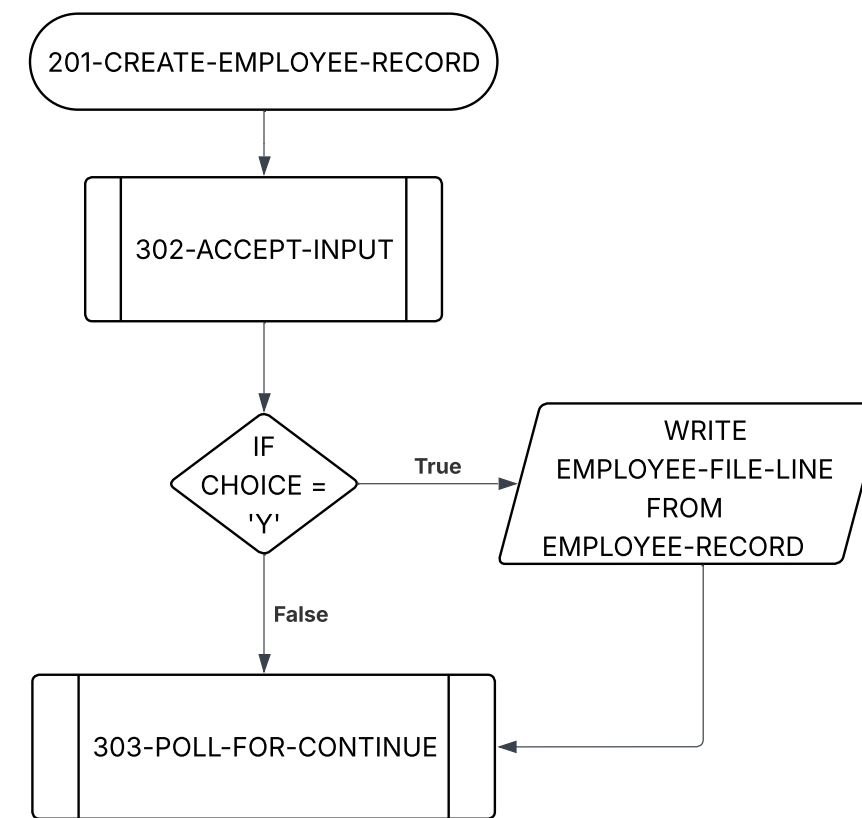 201-CREATE-EMPLOYEE-RECORD
302-ACCEPT-INPUT
IF
CHOICE =
'Y'
True
WRITE
EMPLOYEE-FILE-LINE
FROM
EMPLOYEE-RECORD
False
303-POLL-FOR-CONTINUE